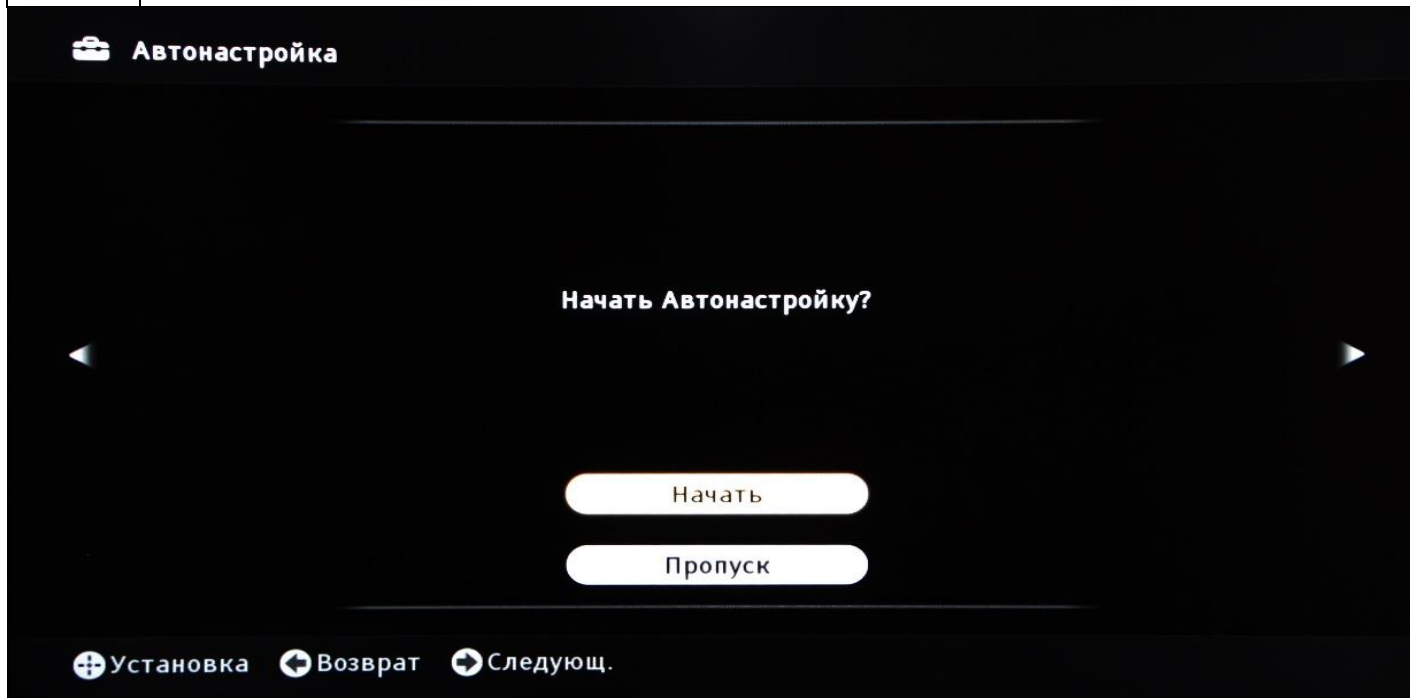 Автонастройка
Начать Автонастройку?
Начать
Пропуск
Установка Возврат Следующ.